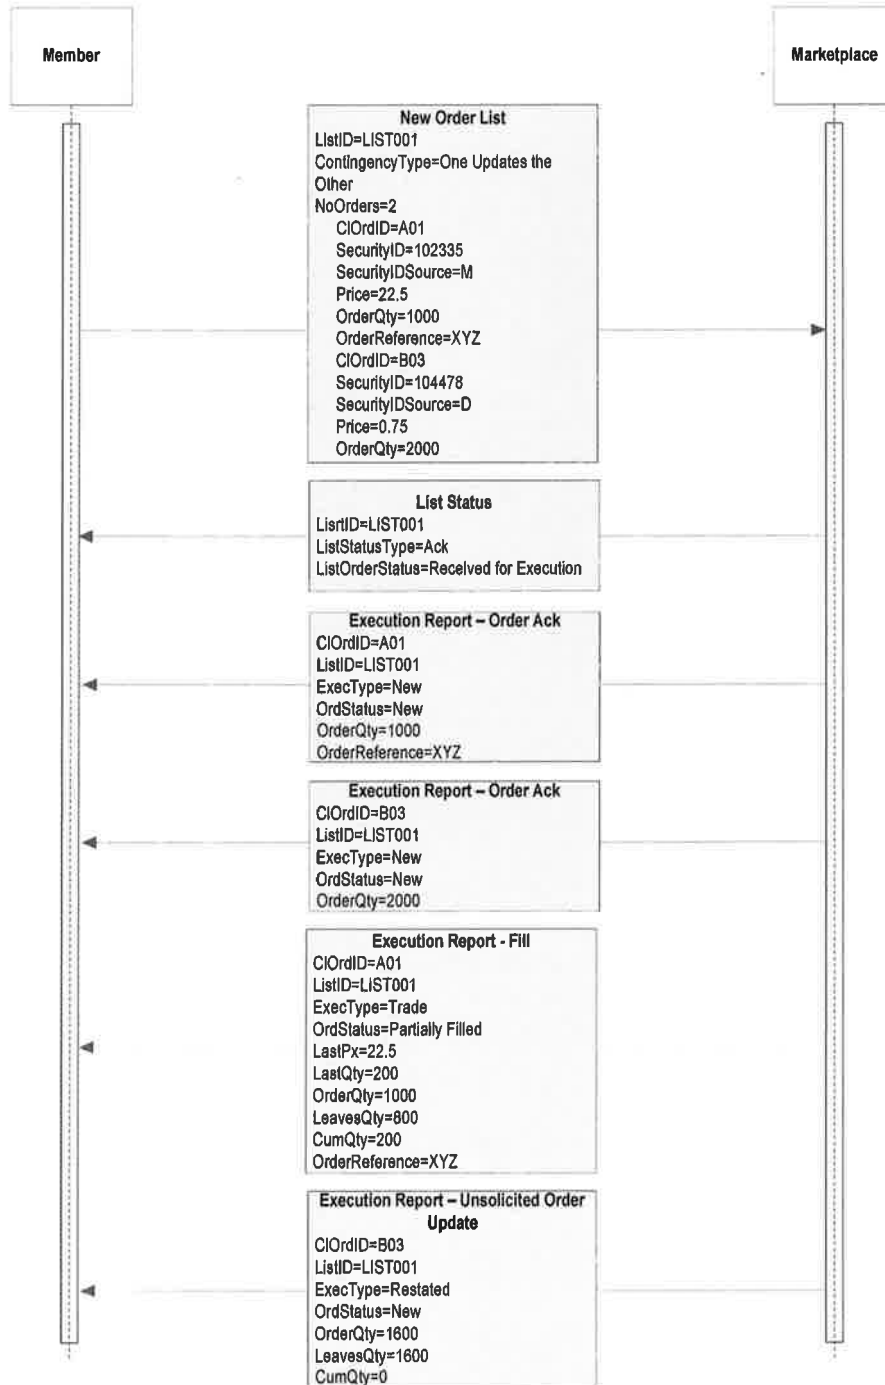 Member
Marketplace
New Order List
ListID=LIST001
ContingencyType=One Updates the
Other
NoOrders=2
ClOrdID=A01
SecurityID=102335
SecurityIDSource=M
Price=22.5
OrderQty=1000
OrderReference=XYZ
ClOrdID=B03
SecurityID=104478
SecurityIDSource=D
Price=0.75
OrderQty=2000
List Status
LisrtID=LIST001
ListStatusType=Ack
ListOrderStatus=Received for Execution
Execution Report – Order Ack
ClOrdID=A01
ListID=LIST001
ExecType=New
OrdStatus=New
OrderQty=1000
OrderReference=XYZ
Execution Report – Order Ack
ClOrdID=B03
ListID=LIST001
ExecType=New
OrdStatus=New
OrderQty=2000
Execution Report - Fill
ClOrdID=A01
ListID=LIST001
ExecType=Trade
OrdStatus=Partially Filled
LastPx=22.5
LastQty=200
OrderQty=1000
LeavesQty=800
CumQty=200
OrderReference=XYZ
Execution Report – Unsolicited Order
Update
ClOrdID=B03
ListID=LIST001
ExecType=Restated
OrdStatus=New
OrderQty=1600
LeavesQty=1600
CumQty=0